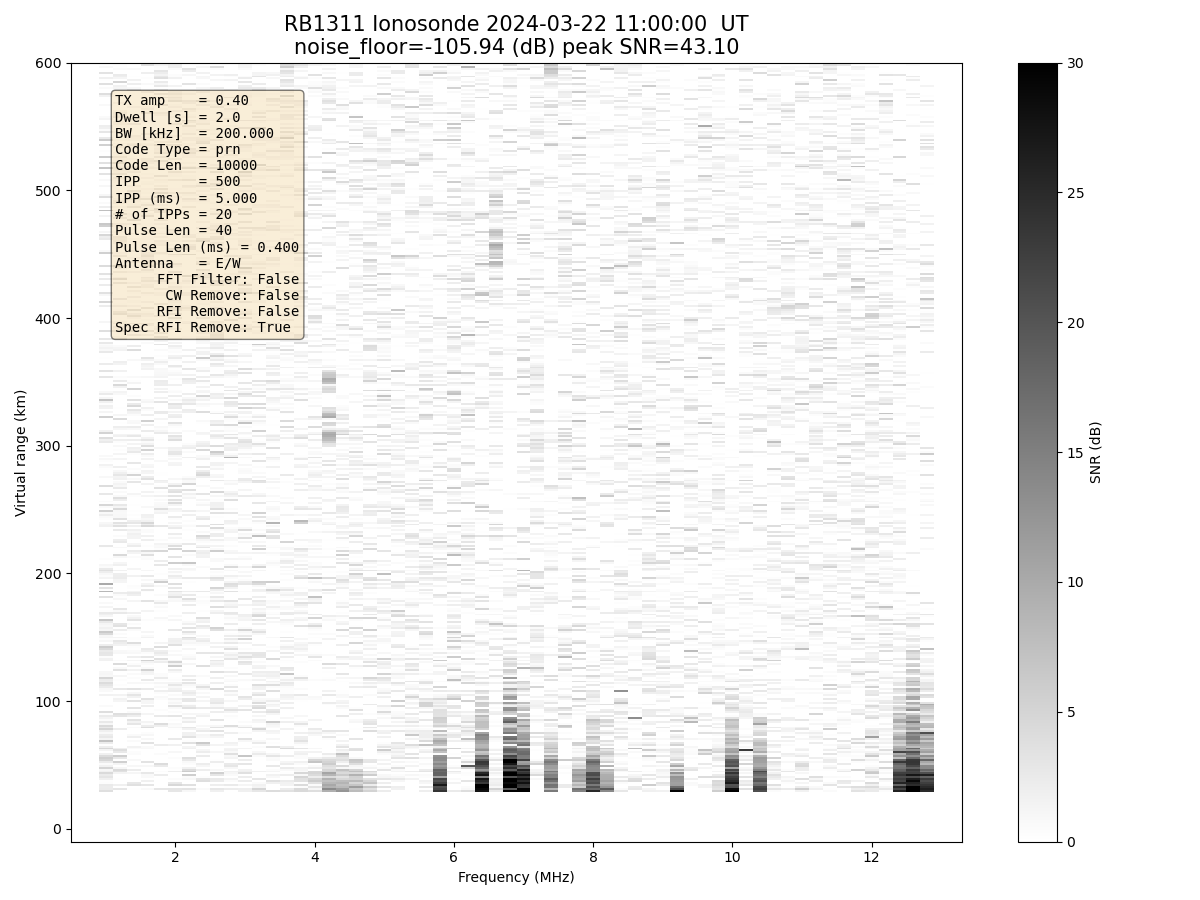 RB1311 Ionosonde 2024-03-22 11:00:00  UT
noise_floor=-105.94 (dB) peak SNR=43.10
TX amp    = 0.40
Dwell [s] = 2.0
BW [kHz]  = 200.000
Code Type = prn
Code Len  = 10000
IPP       = 500
IPP (ms)  = 5.000
# of IPPs = 20
Pulse Len = 40
Pulse Len (ms) = 0.400
Antenna   = E/W
FFT Filter: False
CW Remove: False
RFI Remove: False
Spec RFI Remove: True
600
500
400
300
200
100
0
Virtual range (km)
2 4 6 8 10 12
Frequency (MHz)
30
25
20
15
10
5
0
SNR (dB)